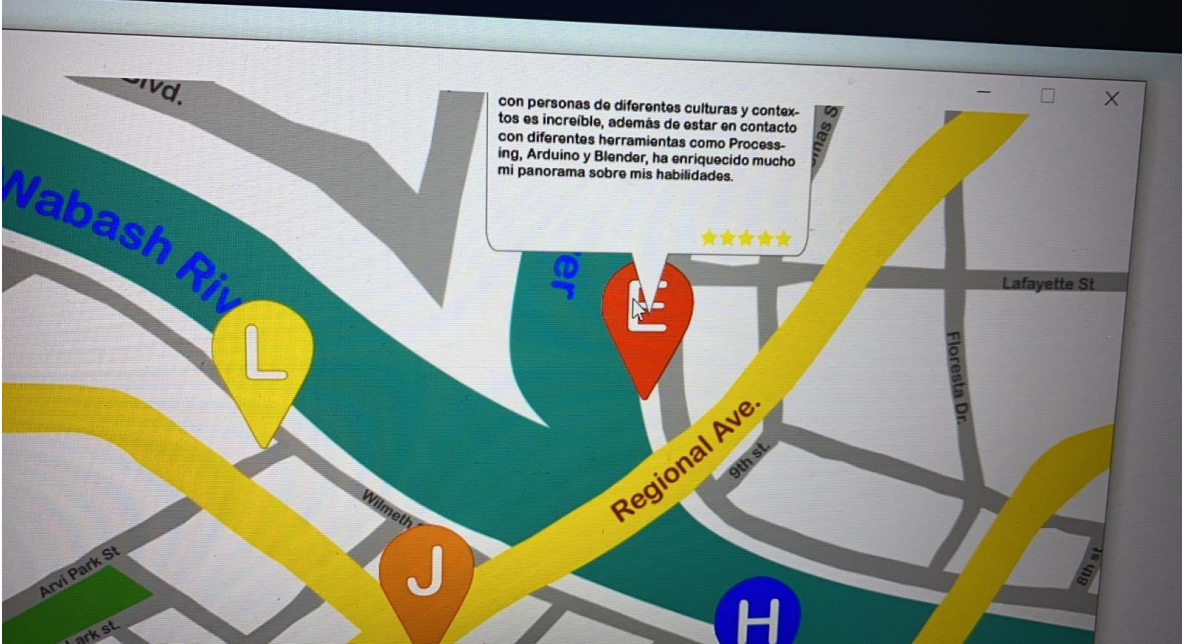 Blvd.
con personas de diferentes culturas y contex-
tos es increíble, además de estar en contacto
con diferentes herramientas como Process-
ing, Arduino y Blender, ha enriquecido mucho
mi panorama sobre mis habilidades.
Wabash Riv
er
E
L
Lafayette St
Floresta Dr.
Regional Ave.
9th st.
Wilmeth
J
H
Arvi Park St
8th st